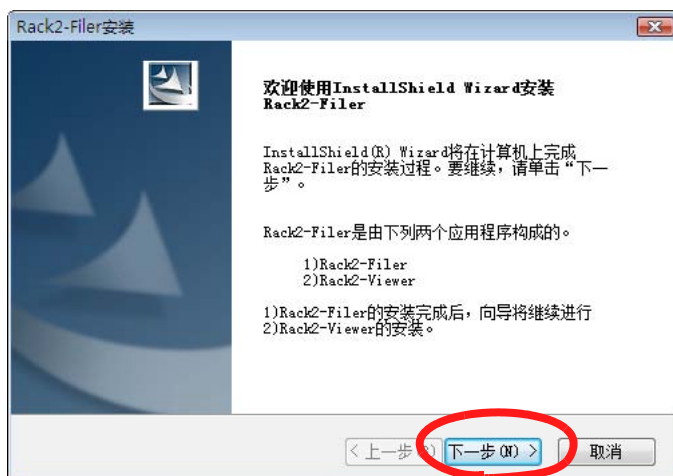 Rack2-Filer安装
欢迎使用InstallShield Wizard安装
Rack2-Filer
InstallShield(R) Wizard将在计算机上完成
Rack2-Filer的安装过程。要继续，请单击“下一
步”。
Rack2-Filer是由下列两个应用程序构成的。
1)Rack2-Filer
2)Rack2-Viewer
1)Rack2-Filer的安装完成后，向导将继续进行
2)Rack2-Viewer的安装。
< 上一步 下一步(N) > 取消